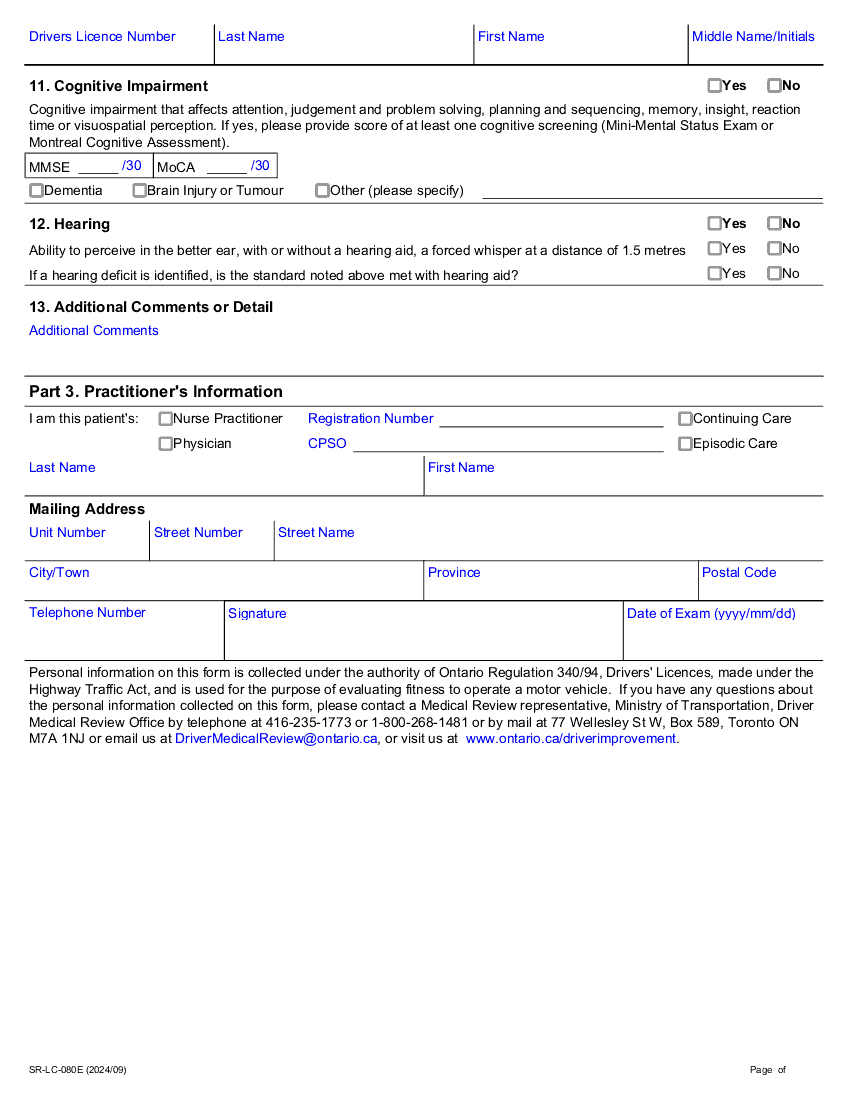 Drivers Licence Number Last Name First Name Middle Name/Initials
11. Cognitive Impairment Yes No
Cognitive impairment that affects attention, judgement and problem solving, planning and sequencing, memory, insight, reaction
time or visuospatial perception. If yes, please provide score of at least one cognitive screening (Mini-Mental Status Exam or
Montreal Cognitive Assessment).
MMSE _____ /30 MoCA _____ /30
Dementia Brain Injury or Tumour Other (please specify)
12. Hearing Yes No
Ability to perceive in the better ear, with or without a hearing aid, a forced whisper at a distance of 1.5 metres Yes No
If a hearing deficit is identified, is the standard noted above met with hearing aid? Yes No
13. Additional Comments or Detail
Additional Comments
Part 3. Practitioner's Information
I am this patient's: Nurse Practitioner Registration Number Continuing Care
Physician CPSO Episodic Care
Last Name First Name
Mailing Address
Unit Number Street Number Street Name
City/Town Province Postal Code
Telephone Number Signature Date of Exam (yyyy/mm/dd)
Personal information on this form is collected under the authority of Ontario Regulation 340/94, Drivers' Licences, made under the
Highway Traffic Act, and is used for the purpose of evaluating fitness to operate a motor vehicle. If you have any questions about
the personal information collected on this form, please contact a Medical Review representative, Ministry of Transportation, Driver
Medical Review Office by telephone at 416-235-1773 or 1-800-268-1481 or by mail at 77 Wellesley St W, Box 589, Toronto ON
M7A 1NJ or email us at DriverMedicalReview@ontario.ca, or visit us at www.ontario.ca/driverimprovement.
SR-LC-080E (2024/09) Page of